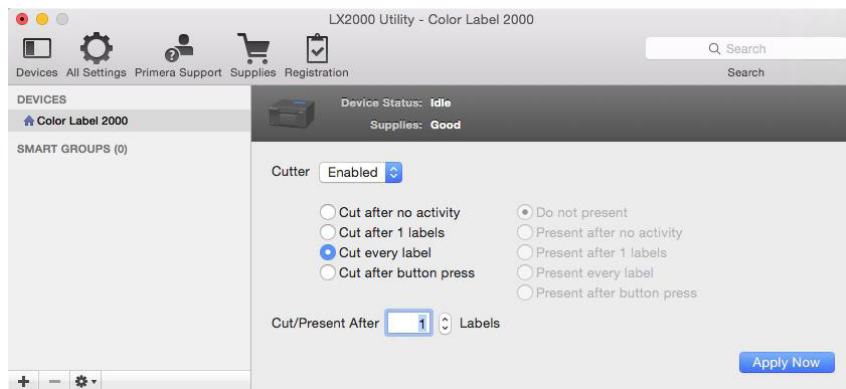 LX2000 Utility - Color Label 2000
Devices All Settings Primera Support Supplies Registration
Search
Search
DEVICES
Color Label 2000
SMART GROUPS (0)
Device Status: Idle
Supplies: Good
Cutter Enabled
Cut after no activity
Cut after 1 labels
Cut every label
Cut after button press
Do not present
Present after no activity
Present after 1 labels
Present every label
Present after button press
Cut/Present After 1 Labels
Apply Now